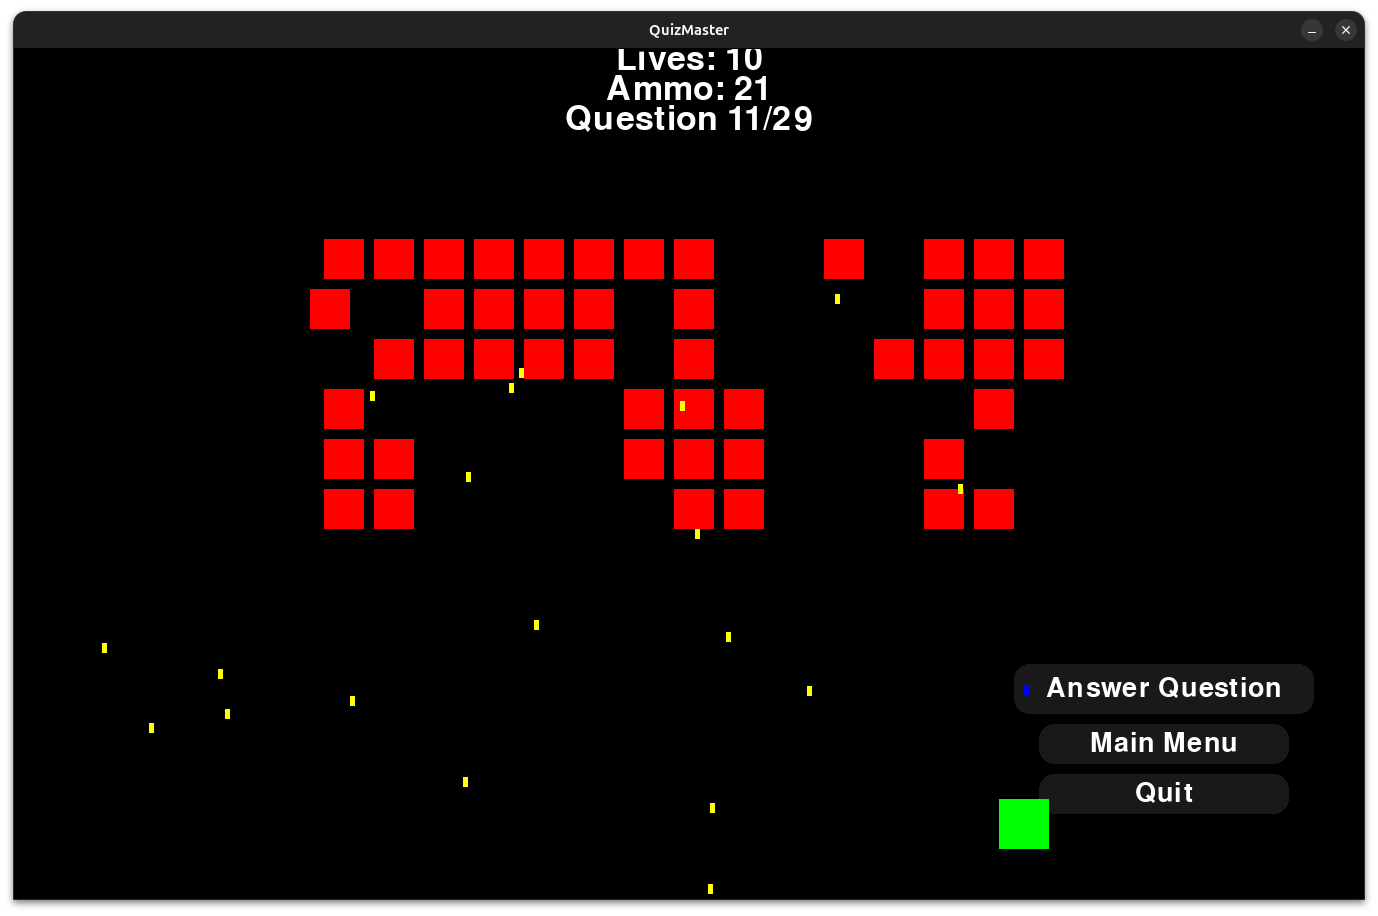 QuizMaster
Lives: 10
Ammo: 21
Question 11/29
Answer Question
Main Menu
Quit